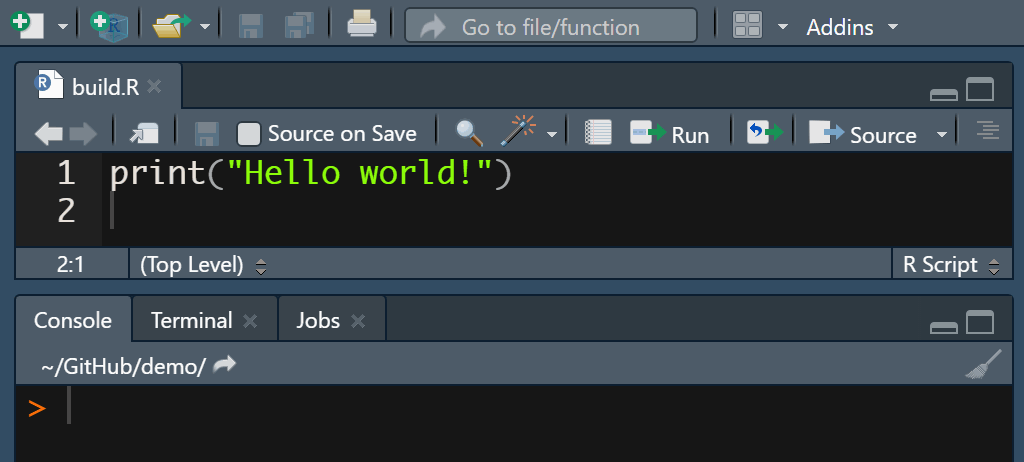 Go to file/function Addins
build.R
Source on Save Run Source
1 print("Hello world!")
2
2:1 (Top Level) R Script
Console Terminal Jobs
~/GitHub/demo/
>